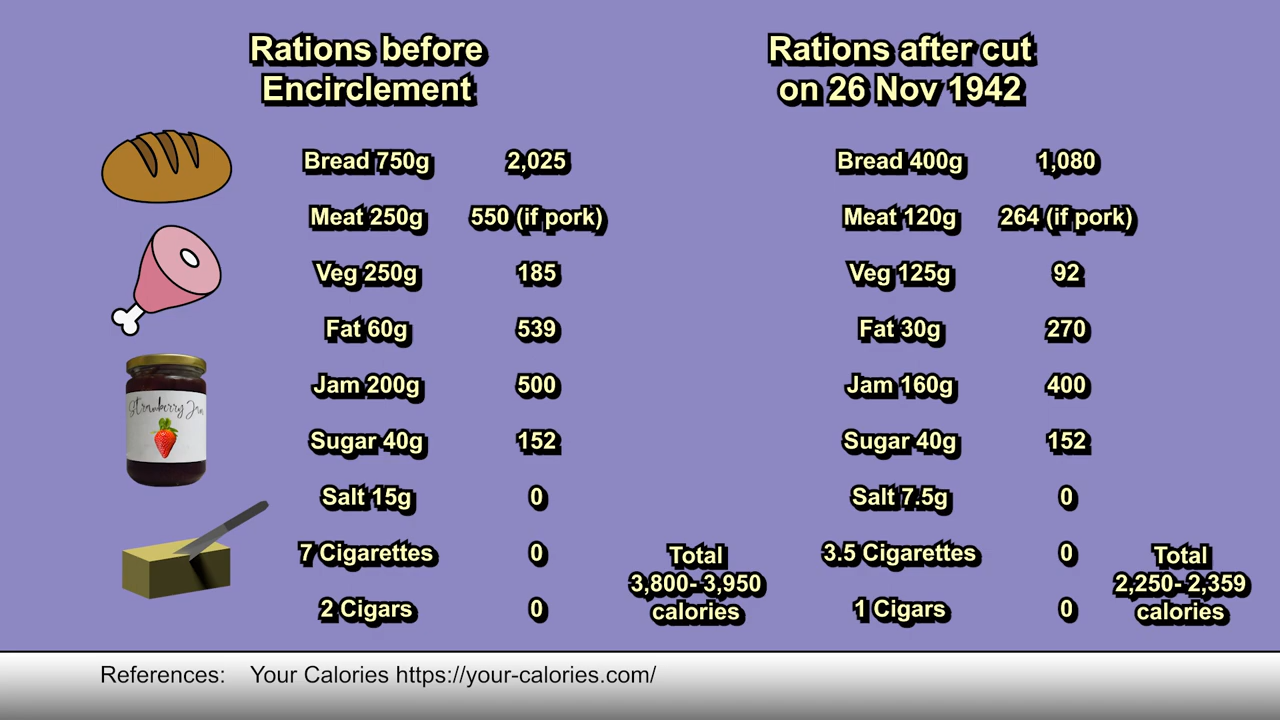 Rations before
Encirclement
Rations after cut
on 26 Nov 1942
Bread 750g 2,025
Bread 400g 1,080
Meat 250g 550 (if pork)
Meat 120g 264 (if pork)
Veg 250g 185
Veg 125g 92
Fat 60g 539
Fat 30g 270
Jam 200g 500
Jam 160g 400
Strawberry Jam
Sugar 40g 152
Sugar 40g 152
Salt 15g 0
Salt 7.5g 0
7 Cigarettes 0
3.5 Cigarettes 0
2 Cigars 0
1 Cigars 0
Total
3,800- 3,950
calories
Total
2,250- 2,359
calories
References: Your Calories https://your-calories.com/